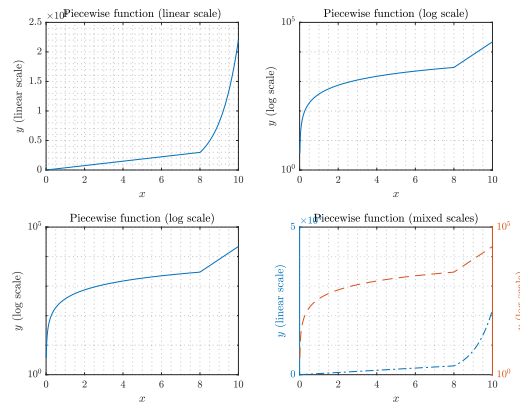 Piecewise function (linear scale)
×10
2.5
2
1.5
1
0.5
0
y (linear scale)
0 2 4 6 8 10
x
Piecewise function (log scale)
10^5
10^0
y (log scale)
0 2 4 6 8 10
x
Piecewise function (log scale)
10^5
10^0
y (log scale)
0 2 4 6 8 10
x
Piecewise function (mixed scales)
5
0
y (linear scale)
10^5
10^0
y (log scale)
0 2 4 6 8 10
x